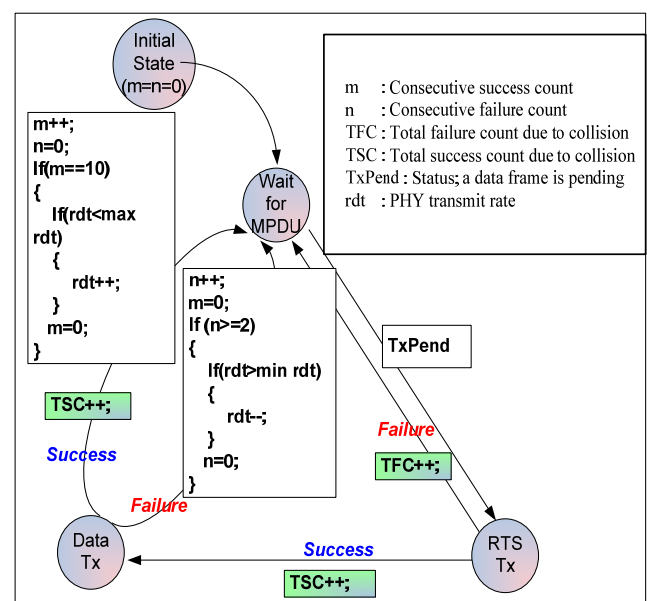 Initial
State
(m=n=0)
m : Consecutive success count
n : Consecutive failure count
TFC : Total failure count due to collision
TSC : Total success count due to collision
TxPend : Status; a data frame is pending
rdt : PHY transmit rate
m++;
n=0;
If(m==10)
{
If(rdt<max
rdt)
{
rdt++;
}
m=0;
}
Wait
for
MPDU
n++;
m=0;
If (n>=2)
{
If(rdt>min rdt)
{
rdt--;
}
n=0;
}
TxPend
TSC++;
Success
Failure
TFC++;
Failure
Data
Tx
Success
TSC++;
RTS
Tx